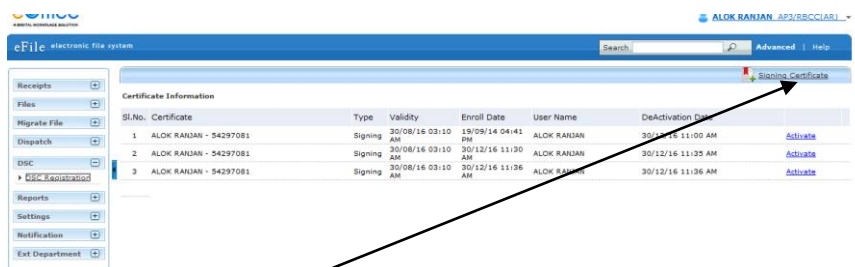 A DIGITAL WORKPLACE SOLUTION
ALOK RANJAN AP3/RBCC(AR)
eFile electronic file system
Search
Advanced | Help
Signing Certificate
Receipts
Files
Migrate File
Dispatch
DSC
DSC Registration
Reports
Settings
Notification
Ext Department
Certificate Information
Sl.No. Certificate Type Validity Enroll Date User Name DeActivation Date
1 ALOK RANJAN - 54297081 Signing 30/08/16 03:10 AM 19/09/14 04:41 PM ALOK RANJAN 30/12/16 11:00 AM Activate
2 ALOK RANJAN - 54297081 Signing 30/08/16 03:10 AM 30/12/16 11:30 AM ALOK RANJAN 30/12/16 11:35 AM Activate
3 ALOK RANJAN - 54297081 Signing 30/08/16 03:10 AM 30/12/16 11:36 AM ALOK RANJAN 30/12/16 11:36 AM Activate